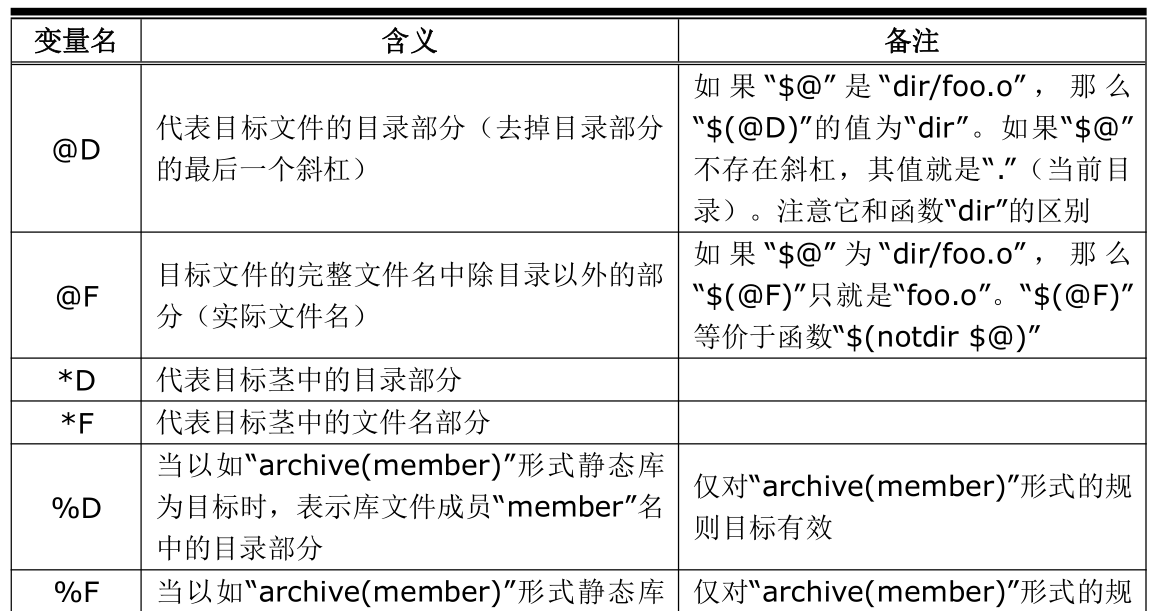 变量名 含义 备注
如果“$@”是“dir/foo.o”，那么
代表目标文件的目录部分（去掉目录部分
“$(@D)”的值为“dir”。如果“$@”
@D
的最后一个斜杠）
不存在斜杠，其值就是“.”（当前目
录）。注意它和函数“dir”的区别
如果“$@”为“dir/foo.o”，那么
目标文件的完整文件名中除目录以外的部
@F
“$(@F)”只就是“foo.o”。“$(@F)”
分（实际文件名）
等价于函数“$(notdir $@)”
*D 代表目标茎中的目录部分
*F 代表目标茎中的文件名部分
当以如“archive(member)”形式静态库
仅对“archive(member)”形式的规
%D 为目标时，表示库文件成员“member”名
则目标有效
中的目录部分
%F 当以如“archive(member)”形式静态库 仅对“archive(member)”形式的规